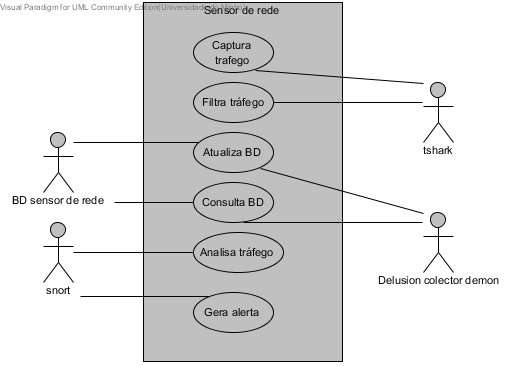 Visual Paradigm for UML Community Edition(Universidade
Sensor de rede
Captura
trafego
Filtra tráfego
tshark
Atualiza BD
BD sensor de rede
Consulta BD
Analisa tráfego
Delusion colector demon
snort
Gera alerta